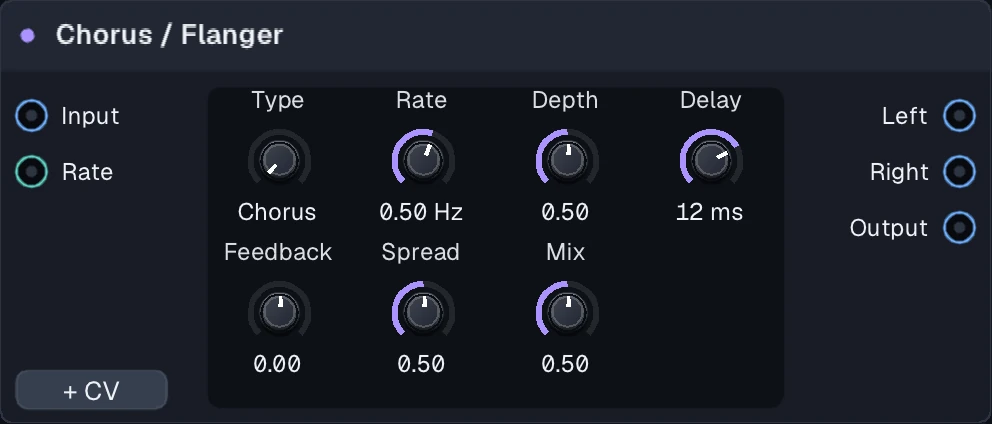 Chorus / Flanger
Input
Rate
Type
Rate
Depth
Delay
Chorus
0.50 Hz
0.50
12 ms
Feedback
Spread
Mix
0.00
0.50
0.50
Left
Right
Output
+ CV